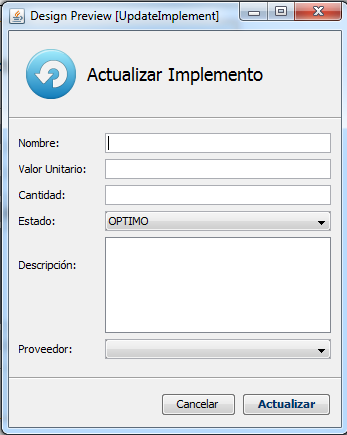 Design Preview [UpdateImplement]
Actualizar Implemento
Nombre:
Valor Unitario:
Cantidad:
Estado: OPTIMO
Descripción:
Proveedor:
Cancelar Actualizar